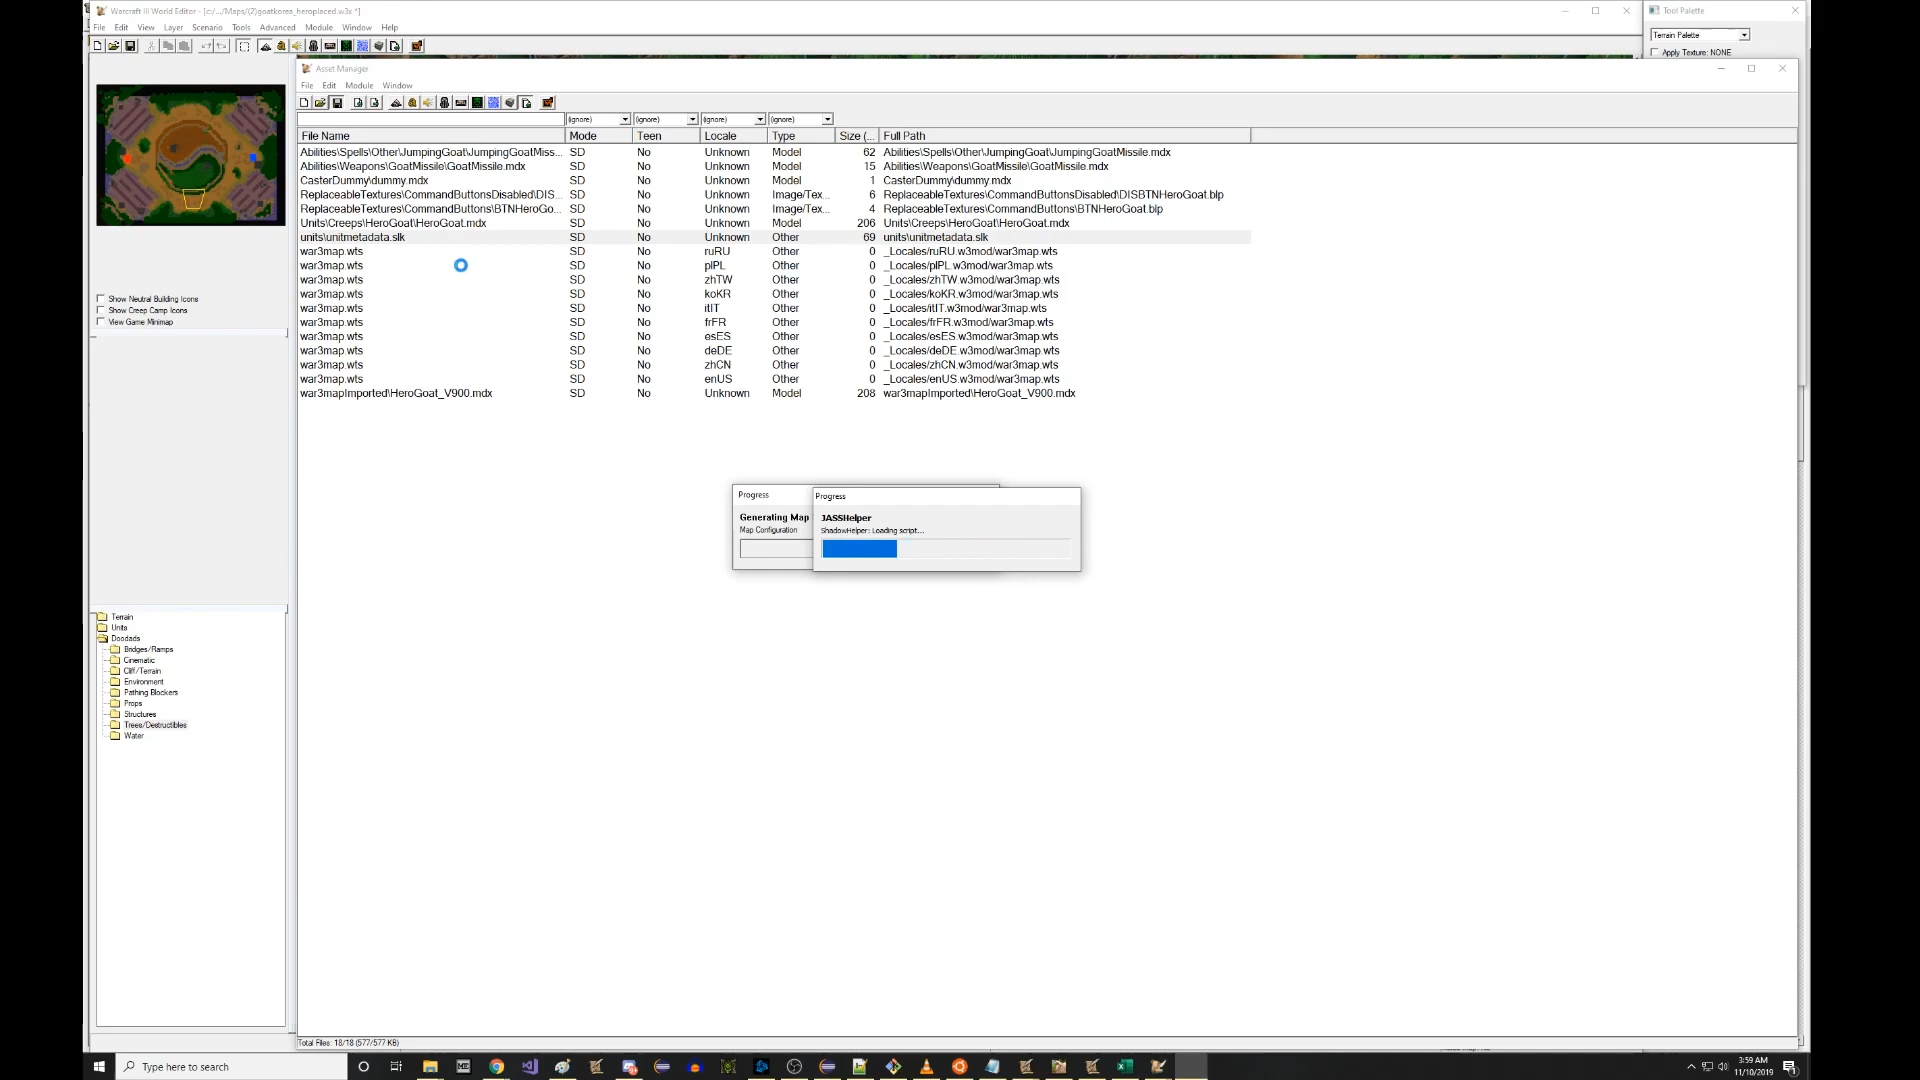 Warcraft III World Editor - [c:/.../Maps/(2)goatkorea_heroplaced.w3x *]
File Edit View Layer Scenario Tools Advanced Module Window Help
Tool Palette
Terrain Palette
Apply Texture: NONE
Asset Manager
File Edit Module Window
(ignore) (ignore) (ignore) (ignore)
File Name Mode Teen Locale Type Size (... Full Path
Abilities\Spells\Other\JumpingGoat\JumpingGoatMiss... SD No Unknown Model 62 Abilities\Spells\Other\JumpingGoat\JumpingGoatMissile.mdx
Abilities\Weapons\GoatMissile\GoatMissile.mdx SD No Unknown Model 15 Abilities\Weapons\GoatMissile\GoatMissile.mdx
CasterDummy\dummy.mdx SD No Unknown Model 1 CasterDummy\dummy.mdx
ReplaceableTextures\CommandButtonsDisabled\DIS... SD No Unknown Image/Tex... 6 ReplaceableTextures\CommandButtonsDisabled\DISBTNHeroGoat.blp
ReplaceableTextures\CommandButtons\BTNHeroGo... SD No Unknown Image/Tex... 4 ReplaceableTextures\CommandButtons\BTNHeroGoat.blp
Units\Creeps\HeroGoat\HeroGoat.mdx SD No Unknown Model 206 Units\Creeps\HeroGoat\HeroGoat.mdx
units\unitmetadata.slk SD No Unknown Other 69 units\unitmetadata.slk
war3map.wts SD No ruRU Other 0 _Locales/ruRU.w3mod/war3map.wts
war3map.wts SD No plPL Other 0 _Locales/plPL.w3mod/war3map.wts
war3map.wts SD No zhTW Other 0 _Locales/zhTW.w3mod/war3map.wts
war3map.wts SD No koKR Other 0 _Locales/koKR.w3mod/war3map.wts
war3map.wts SD No itIT Other 0 _Locales/itIT.w3mod/war3map.wts
war3map.wts SD No frFR Other 0 _Locales/frFR.w3mod/war3map.wts
war3map.wts SD No esES Other 0 _Locales/esES.w3mod/war3map.wts
war3map.wts SD No deDE Other 0 _Locales/deDE.w3mod/war3map.wts
war3map.wts SD No zhCN Other 0 _Locales/zhCN.w3mod/war3map.wts
war3map.wts SD No enUS Other 0 _Locales/enUS.w3mod/war3map.wts
war3mapImported\HeroGoat_V900.mdx SD No Unknown Model 208 war3mapImported\HeroGoat_V900.mdx
Show Neutral Building Icons
Show Creep Camp Icons
View Game Minimap
Progress
Generating Map
Map Configuration
Progress
JASSHelper
ShadowHelper: Loading script...
Terrain
Units
Doodads
Bridges/Ramps
Cinematic
Cliff/Terrain
Environment
Pathing Blockers
Props
Structures
Trees/Destructibles
Water
Total Files: 18/18 (577/577 KB)
Type here to search
3:59 AM
11/10/2019